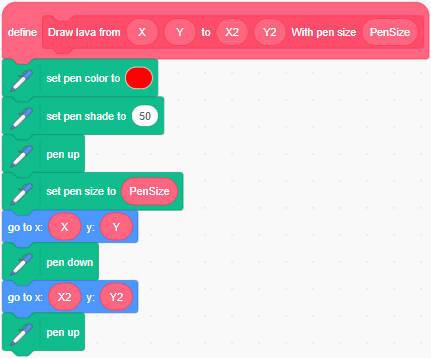 define Draw lava from X Y to X2 Y2 With pen size PenSize
set pen color to
set pen shade to 50
pen up
set pen size to PenSize
go to x: X y: Y
pen down
go to x: X2 y: Y2
pen up